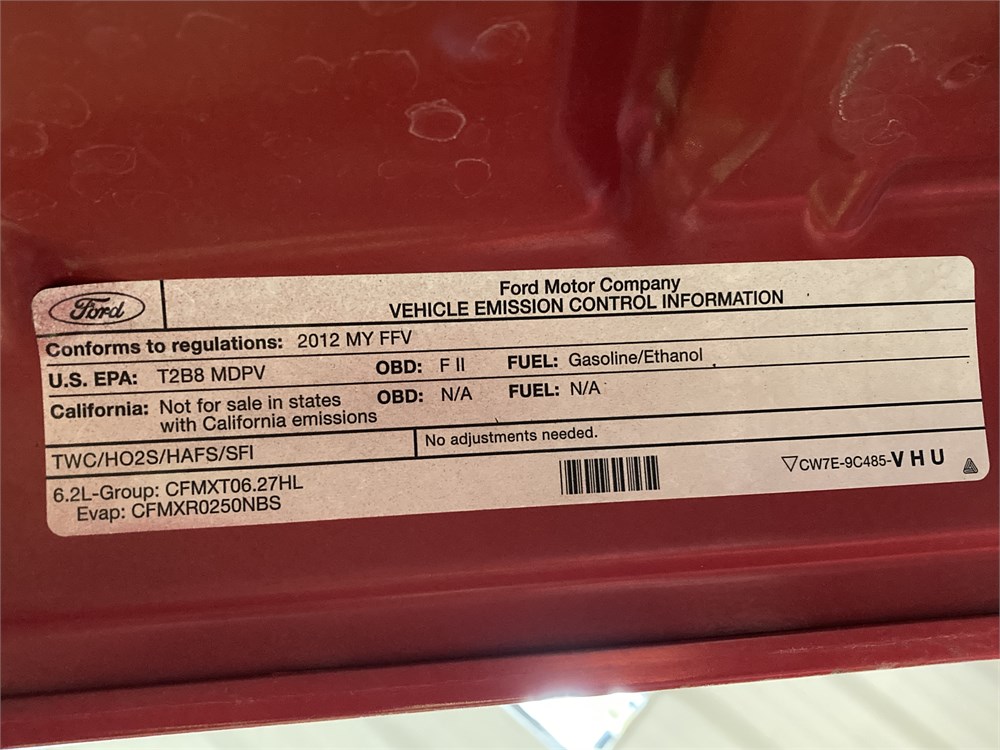 Ford
Ford Motor Company
VEHICLE EMISSION CONTROL INFORMATION
Conforms to regulations: 2012 MY FFV
U.S. EPA: T2B8 MDPV OBD: F II FUEL: Gasoline/Ethanol
California: Not for sale in states with California emissions OBD: N/A FUEL: N/A
TWC/HO2S/HAFS/SFI
No adjustments needed.
6.2L-Group: CFMXT06.27HL
Evap: CFMXR0250NBS
▽CW7E-9C485-VHU